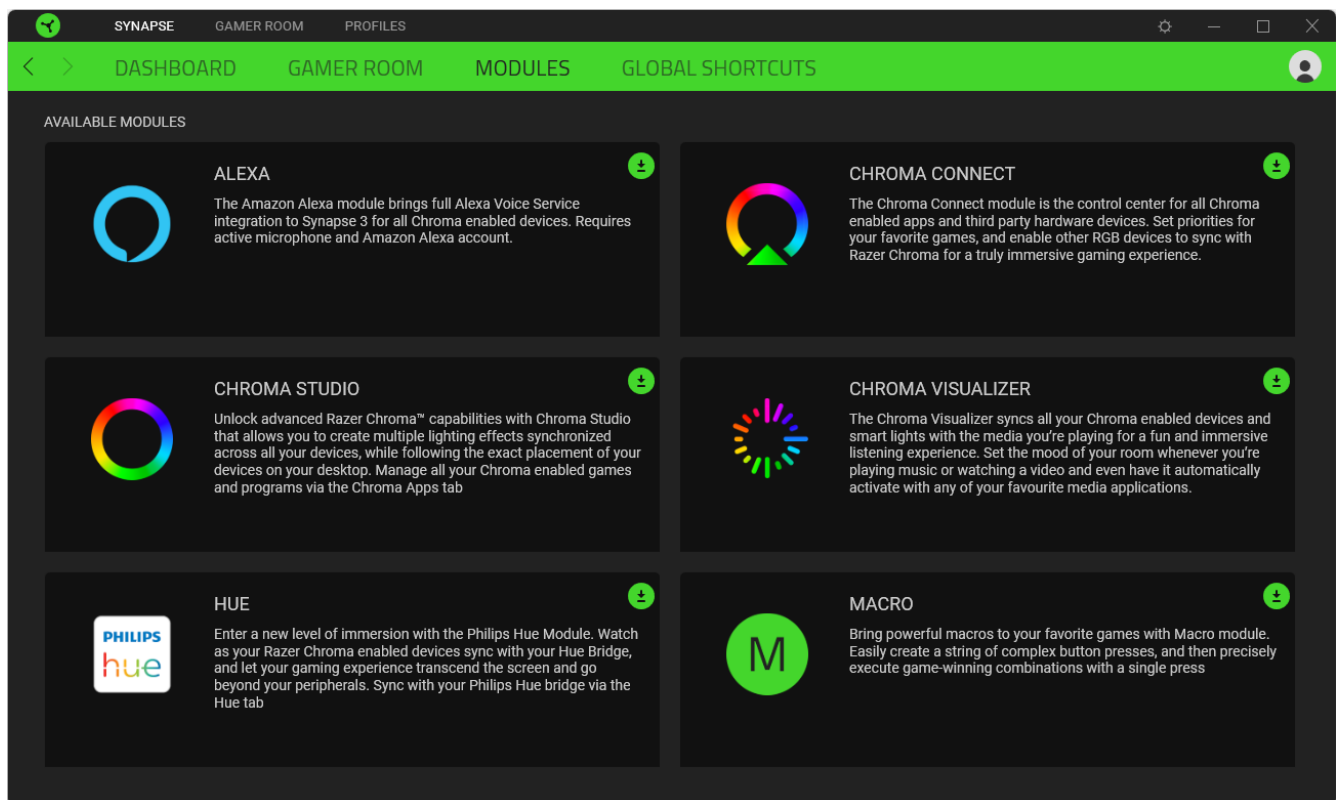 SYNAPSE GAMER ROOM PROFILES
DASHBOARD GAMER ROOM MODULES GLOBAL SHORTCUTS
AVAILABLE MODULES
ALEXA
The Amazon Alexa module brings full Alexa Voice Service
integration to Synapse 3 for all Chroma enabled devices. Requires
active microphone and Amazon Alexa account.
CHROMA CONNECT
The Chroma Connect module is the control center for all Chroma
enabled apps and third party hardware devices. Set priorities for
your favorite games, and enable other RGB devices to sync with
Razer Chroma for a truly immersive gaming experience.
CHROMA STUDIO
Unlock advanced Razer Chroma™ capabilities with Chroma Studio
that allows you to create multiple lighting effects synchronized
across all your devices, while following the exact placement of your
devices on your desktop. Manage all your Chroma enabled games
and programs via the Chroma Apps tab
CHROMA VISUALIZER
The Chroma Visualizer syncs all your Chroma enabled devices and
smart lights with the media you’re playing for a fun and immersive
listening experience. Set the mood of your room whenever you’re
playing music or watching a video and even have it automatically
activate with any of your favourite media applications.
PHILIPS
hue
HUE
Enter a new level of immersion with the Philips Hue Module. Watch
as your Razer Chroma enabled devices sync with your Hue Bridge,
and let your gaming experience transcend the screen and go
beyond your peripherals. Sync with your Philips Hue bridge via the
Hue tab
M
MACRO
Bring powerful macros to your favorite games with Macro module.
Easily create a string of complex button presses, and then precisely
execute game-winning combinations with a single press